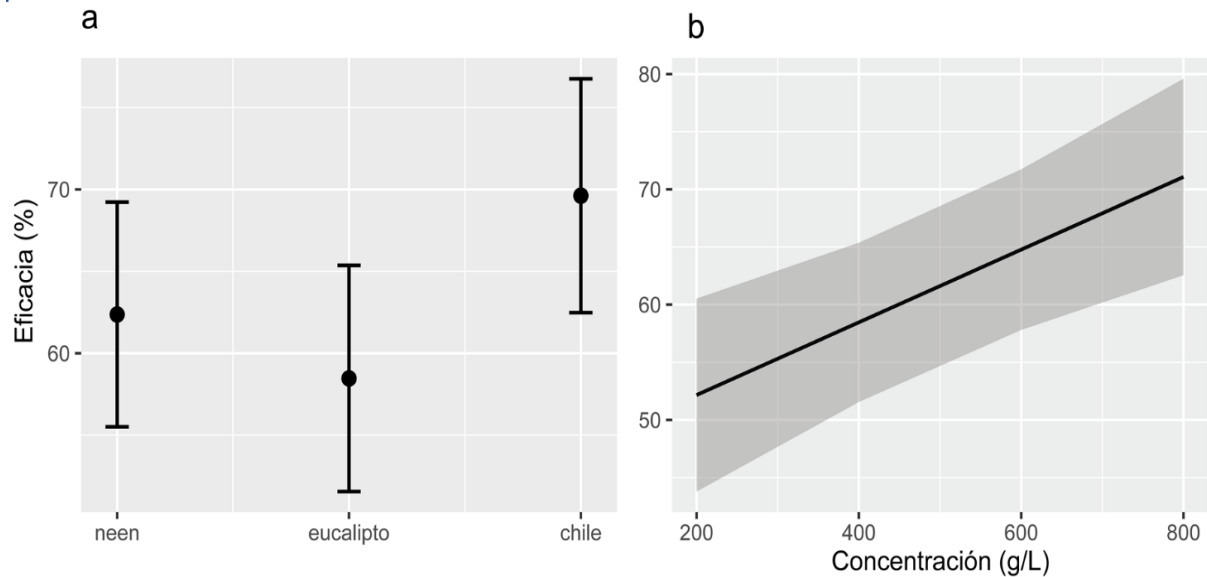 a
b
Eficacia (%)
70
60
neen
eucalipto
chile
80
70
60
50
200
400
600
800
Concentración (g/L)